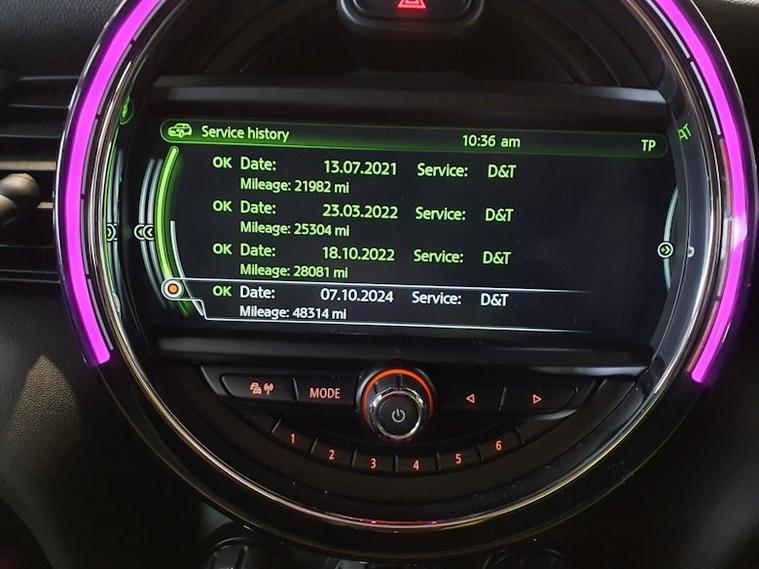 Service history 10:36 am TP
OK Date: 13.07.2021 Service: D&T
Mileage: 21982 mi
OK Date: 23.03.2022 Service: D&T
Mileage: 25304 mi
OK Date: 18.10.2022 Service: D&T
Mileage: 28081 mi
OK Date: 07.10.2024 Service: D&T
Mileage: 48314 mi
MODE
1 2 3 4 5 6